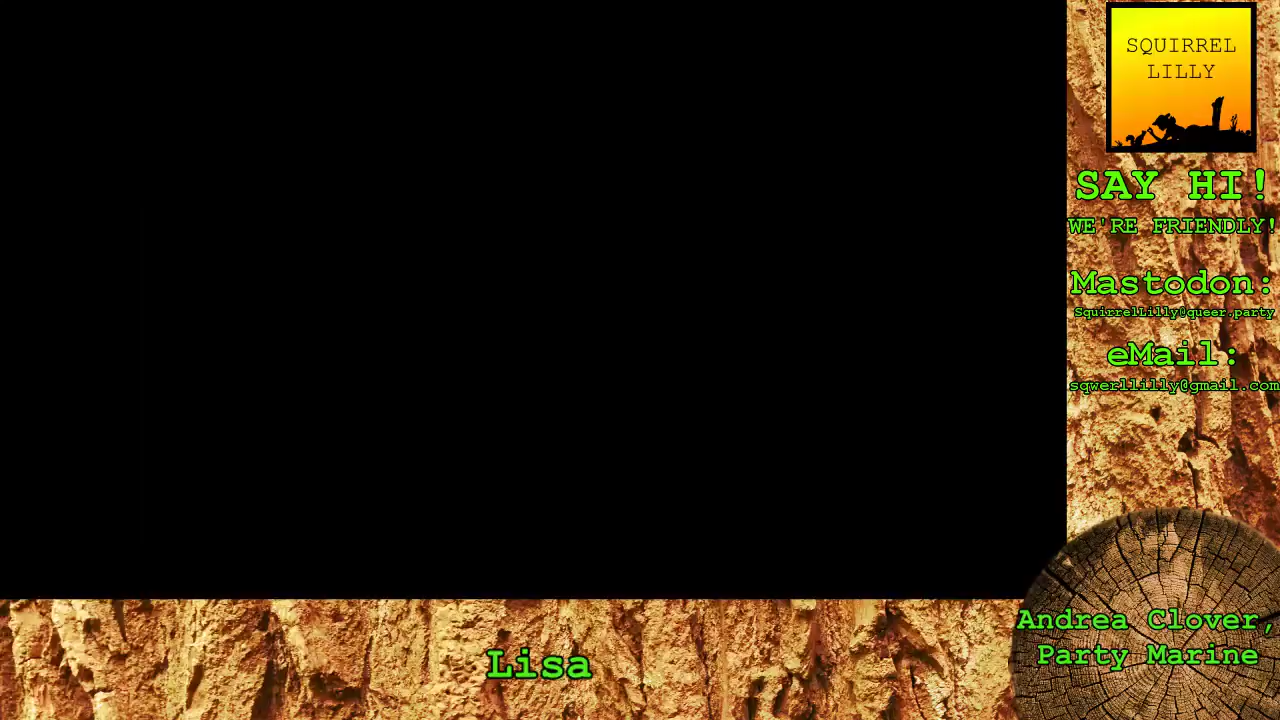 SQUIRREL
LILLY
SAY HI!
WE'RE FRIENDLY!
Mastodon:
SquirrelLilly@queer.party
eMail:
sqwerllilly@gmail.com
Andrea Clover,
Party Marine
Lisa